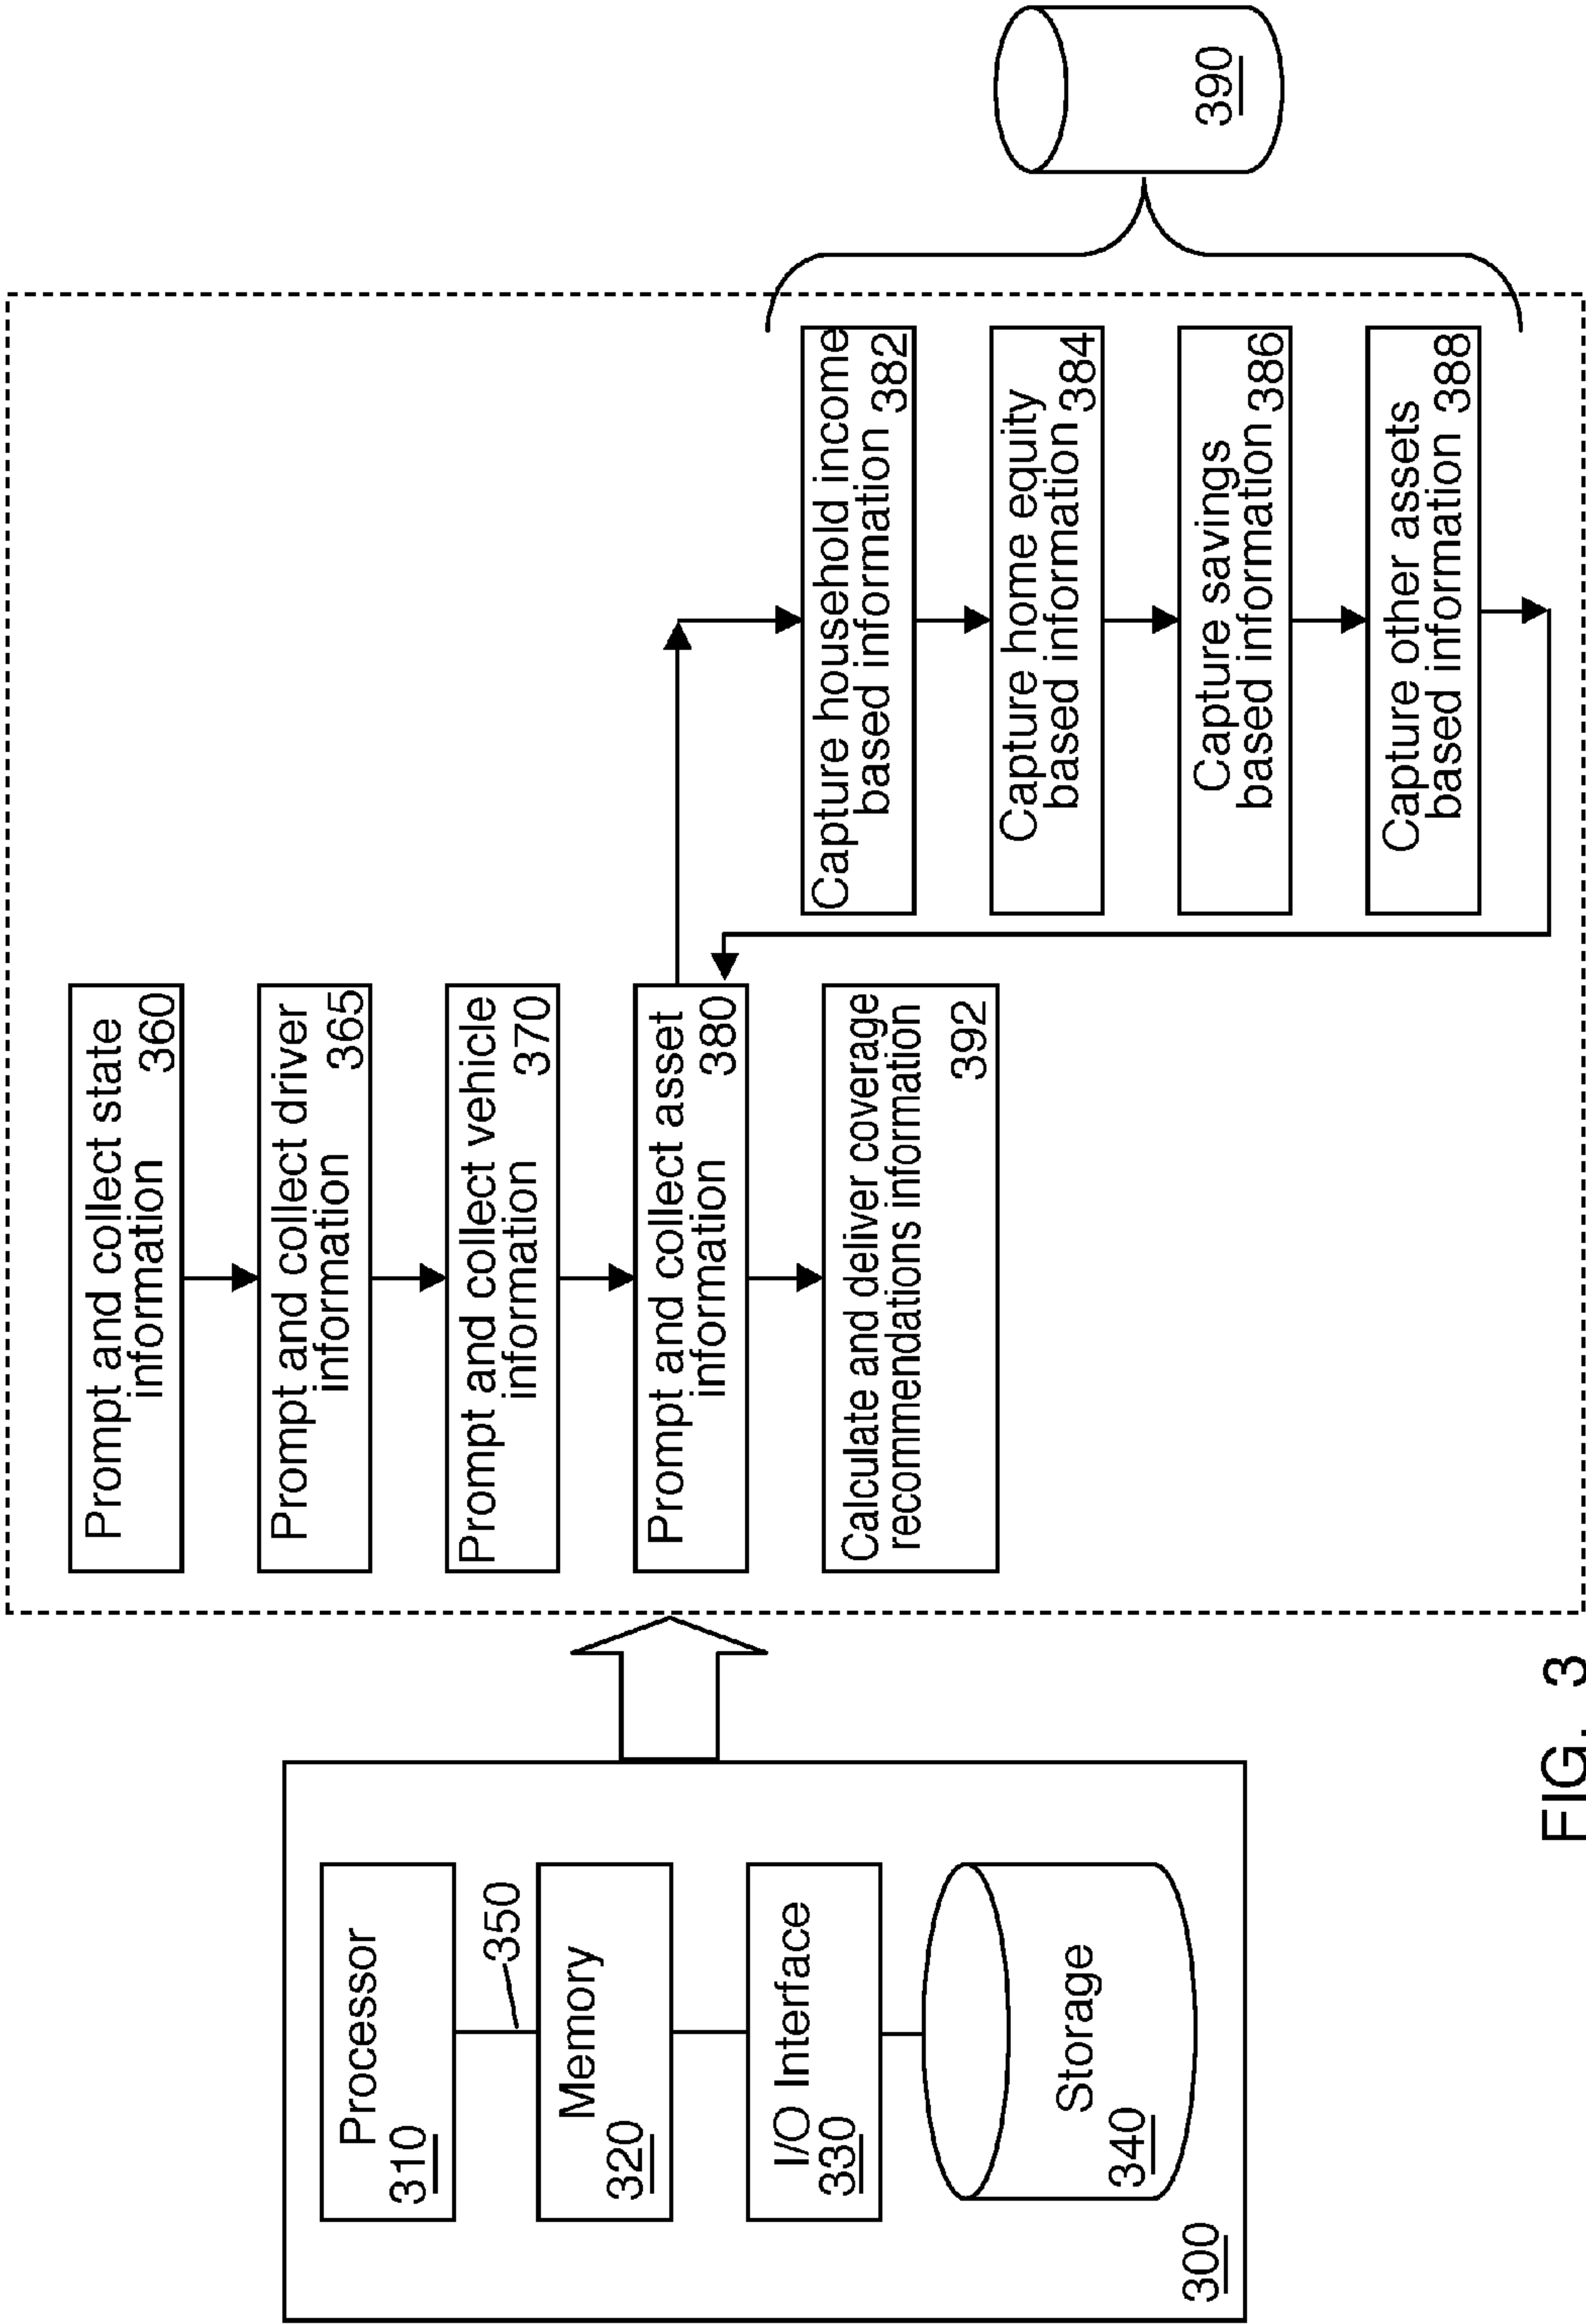 Processor
310
350
Memory
320
I/O Interface
330
Storage
340
300
Prompt and collect state
information 360
Prompt and collect driver
information 365
Prompt and collect vehicle
information 370
Prompt and collect asset
information 380
Calculate and deliver coverage
recommendations information
392
Capture household income
based information 382
Capture home equity
based information 384
Capture savings
based information 386
Capture other assets
based information 388
390
FIG. 3